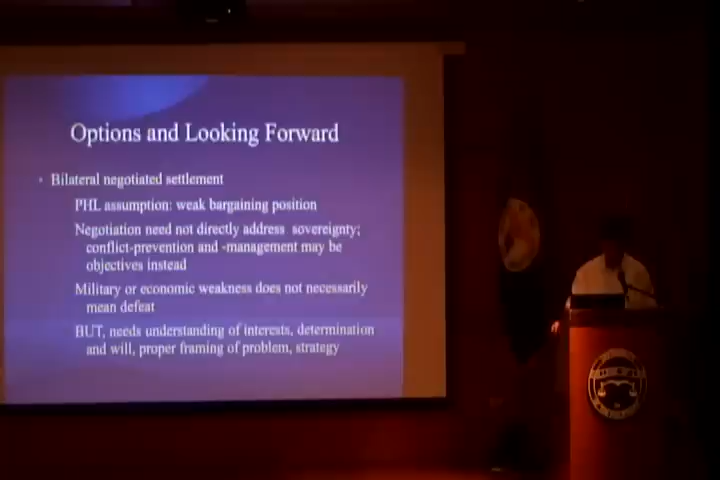 Options and Looking Forward
• Bilateral negotiated settlement
PHL assumption: weak bargaining position
Negotiation need not directly address sovereignty;
conflict-prevention and -management may be
objectives instead
Military or economic weakness does not necessarily
mean defeat
BUT, needs understanding of interests, determination
and will, proper framing of problem, strategy